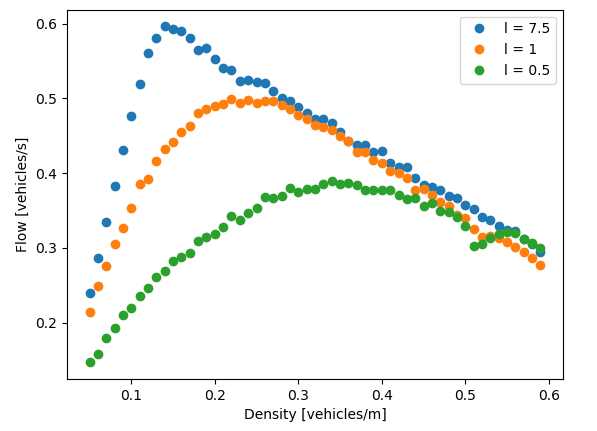 0.6
0.5
0.4
0.3
0.2
Flow [vehicles/s]
l = 7.5
l = 1
l = 0.5
0.1 0.2 0.3 0.4 0.5 0.6
Density [vehicles/m]